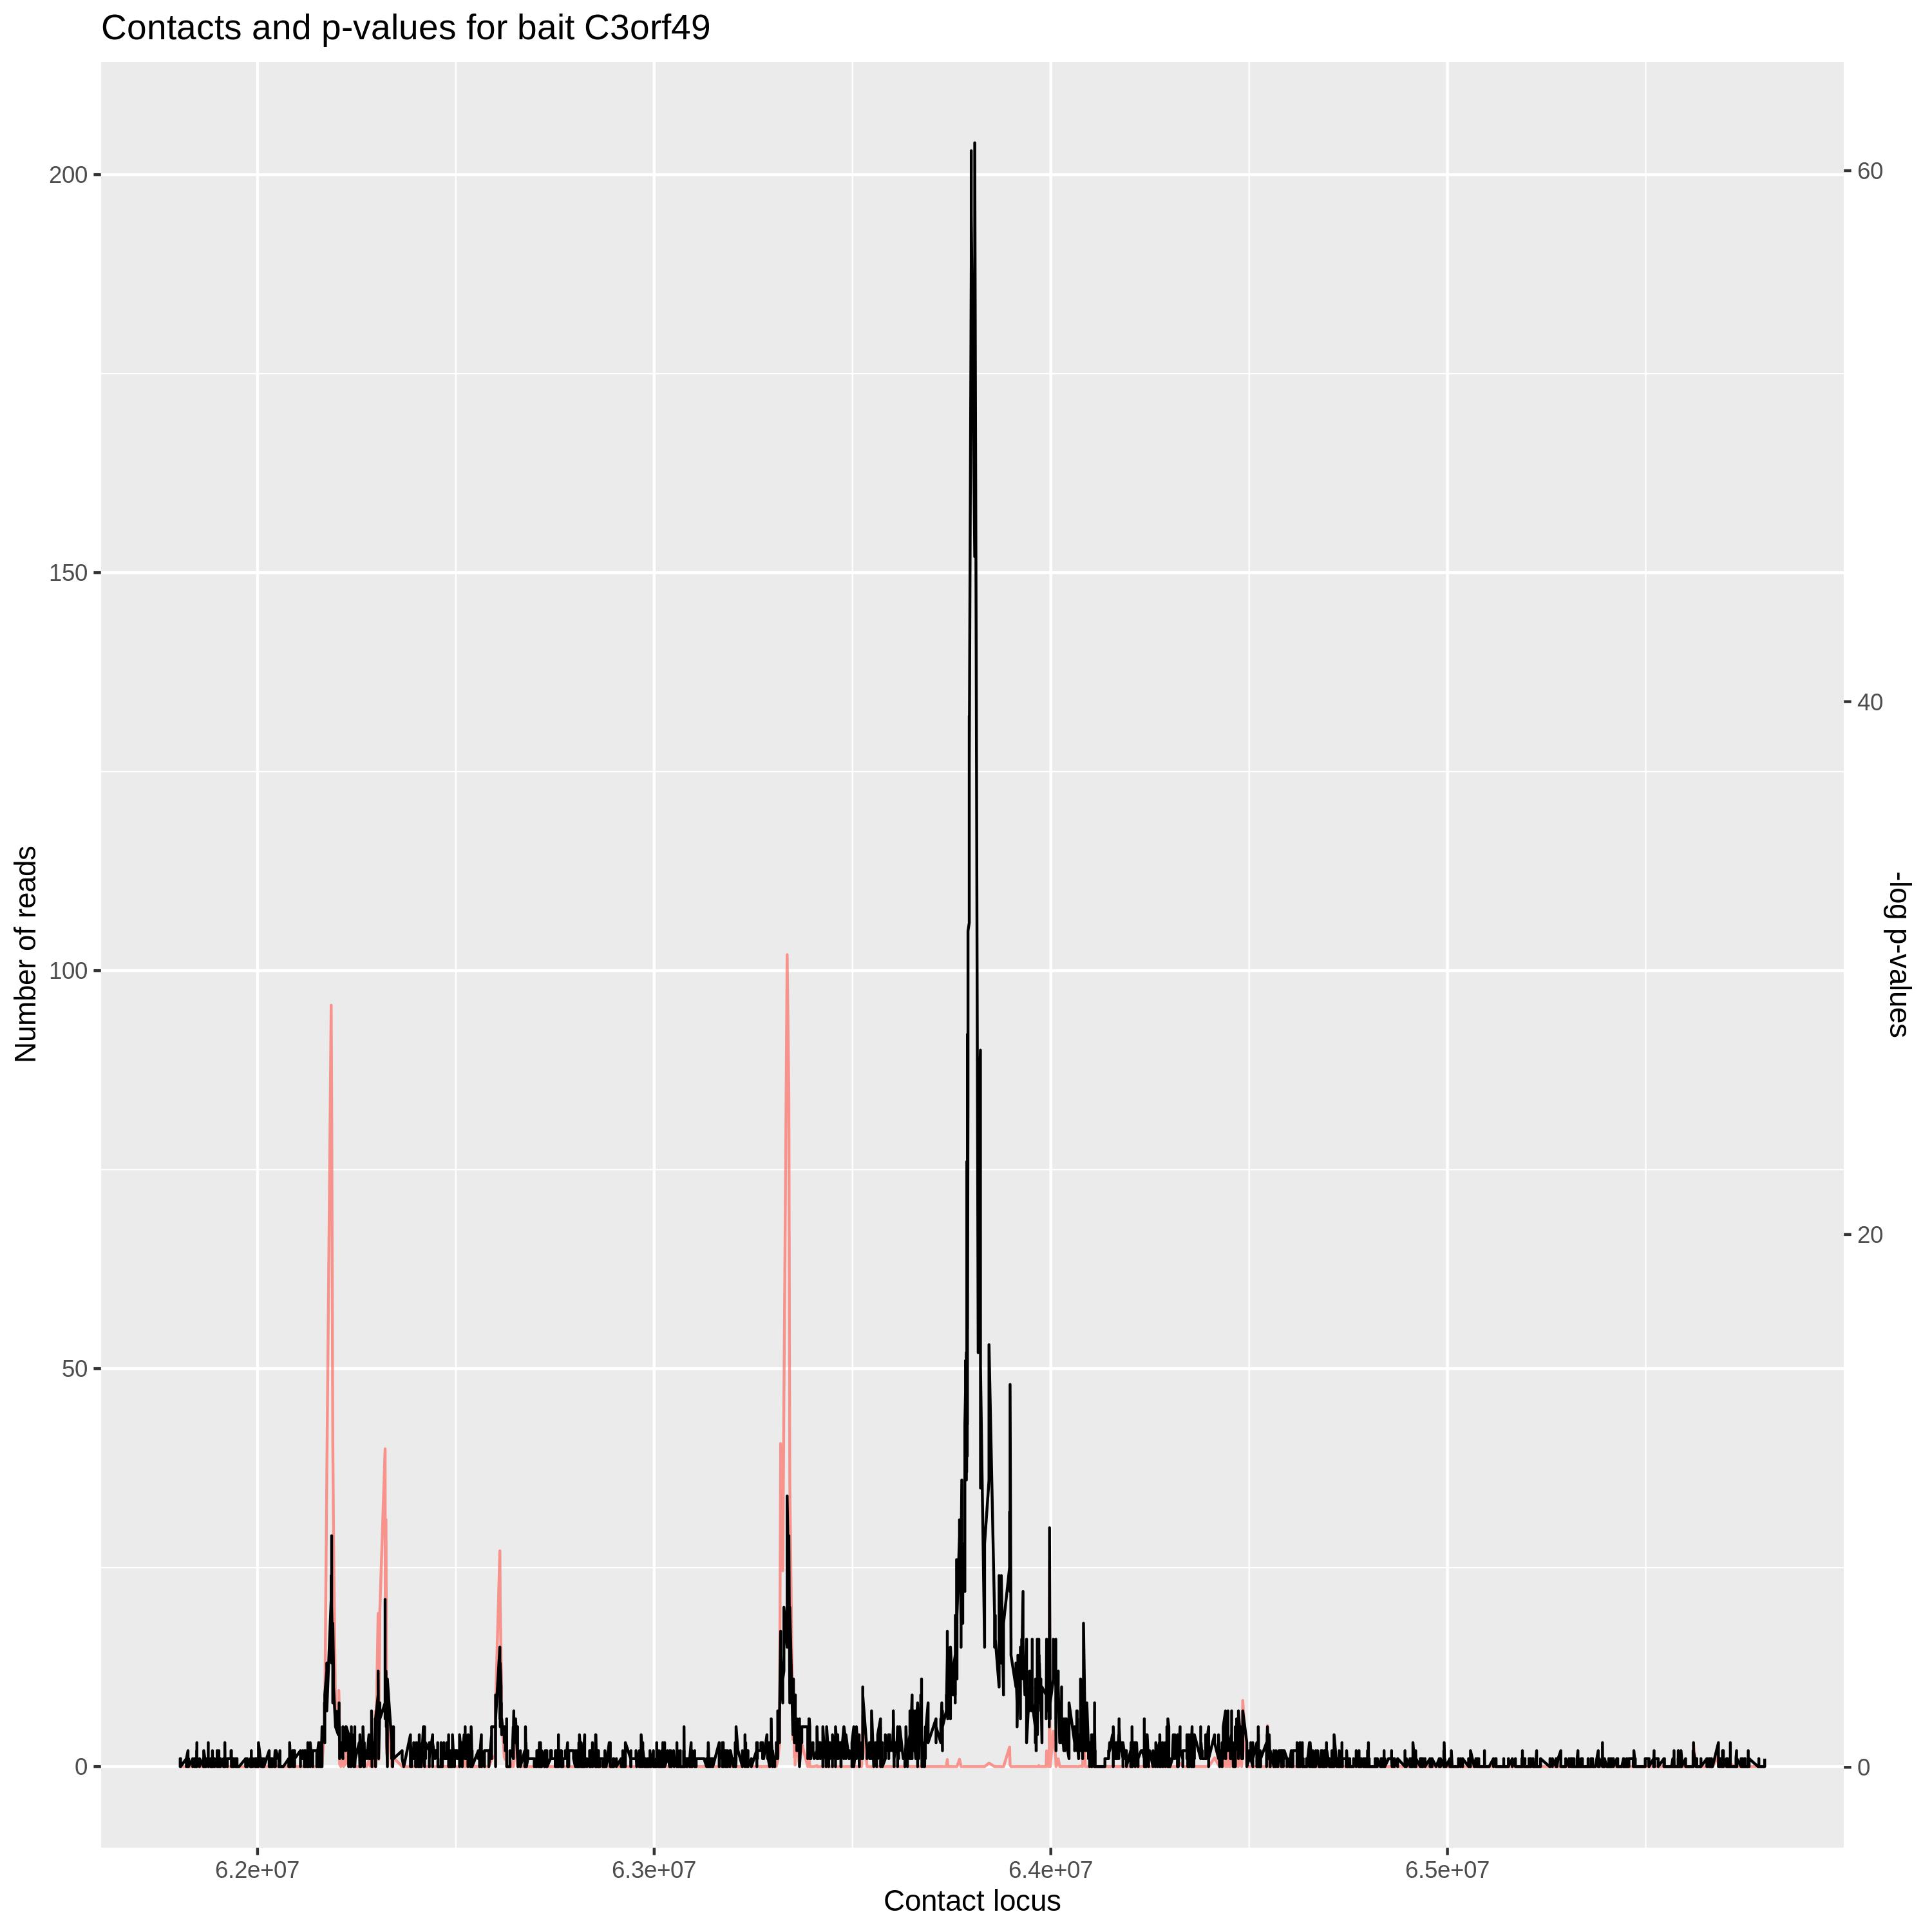 Contacts and p-values for bait C3orf49
Number of reads
200
150
100
50
0
60
40
20
0
-log p-values
6.2e+07 6.3e+07 6.4e+07 6.5e+07
Contact locus